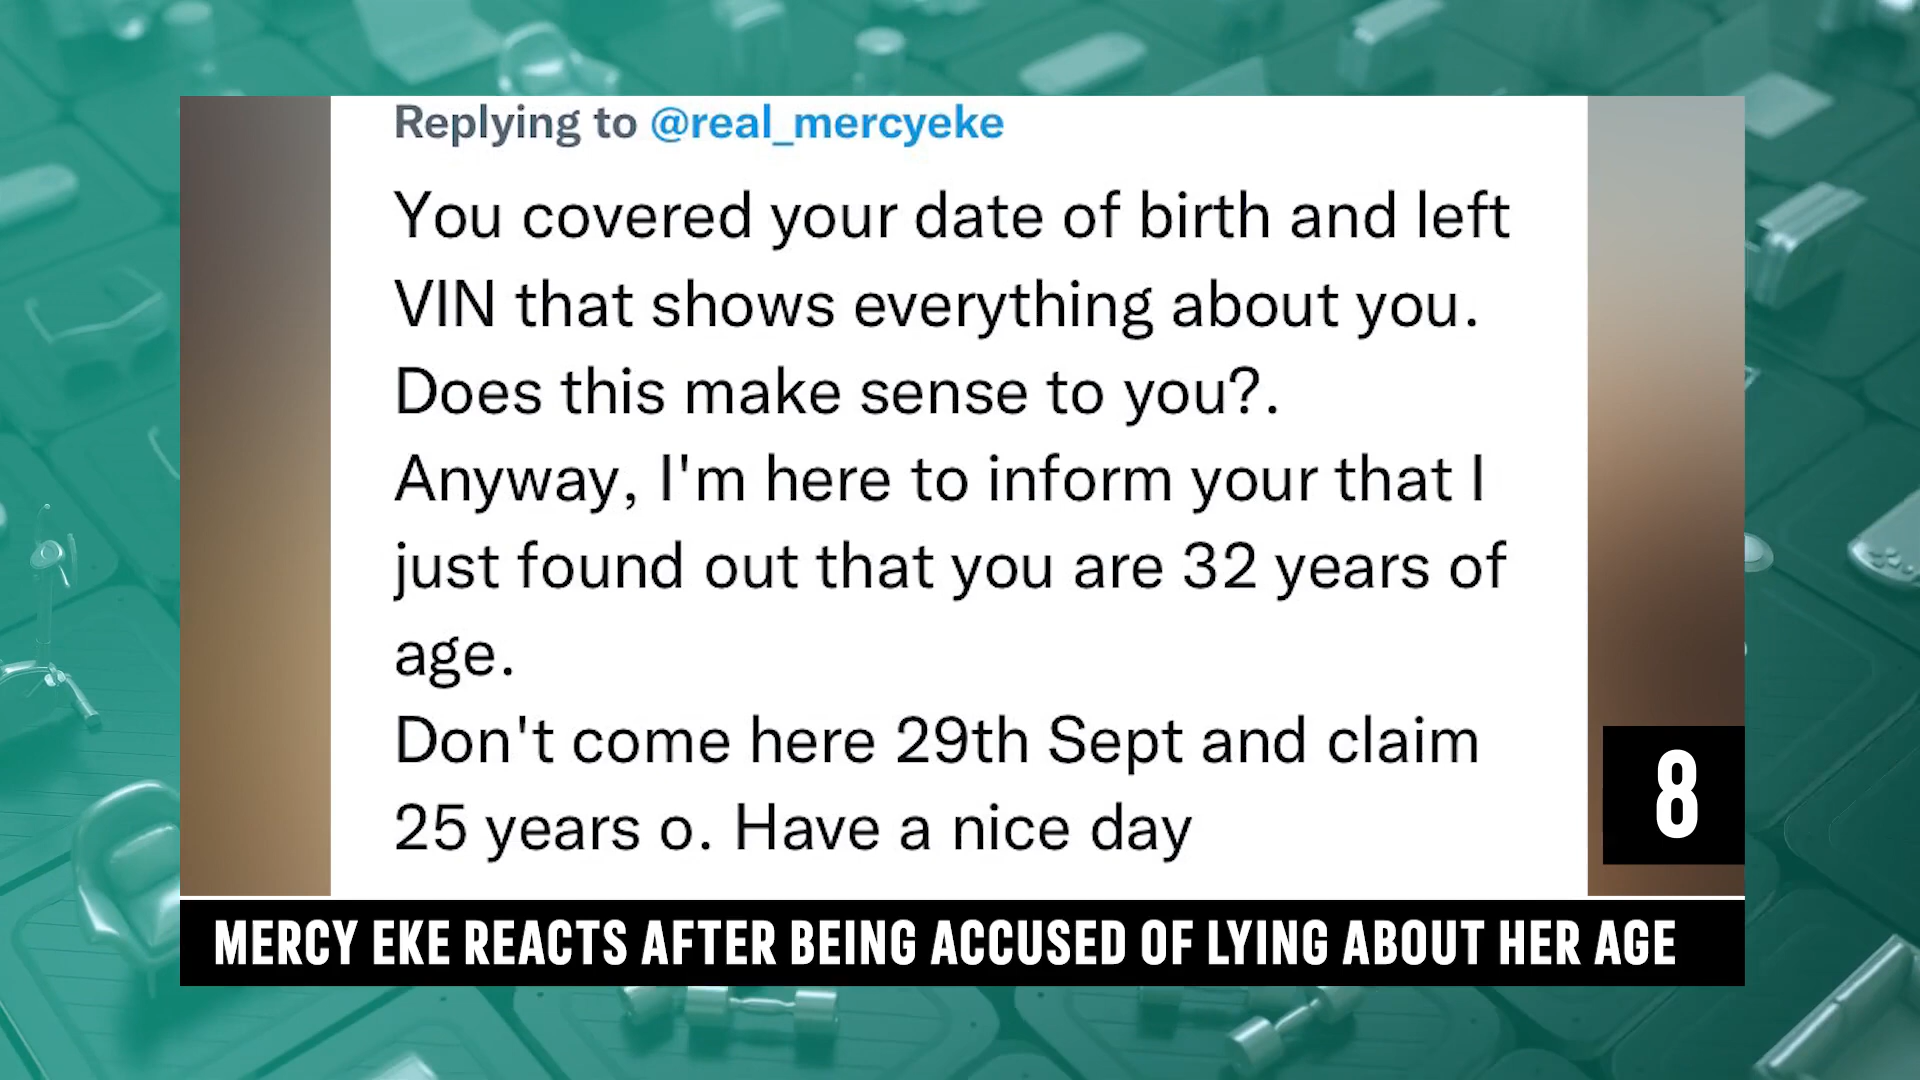 Replying to @real_mercyeke
You covered your date of birth and left
VIN that shows everything about you.
Does this make sense to you?.
Anyway, I'm here to inform your that I
just found out that you are 32 years of
age.
Don't come here 29th Sept and claim
25 years o. Have a nice day
8
MERCY EKE REACTS AFTER BEING ACCUSED OF LYING ABOUT HER AGE